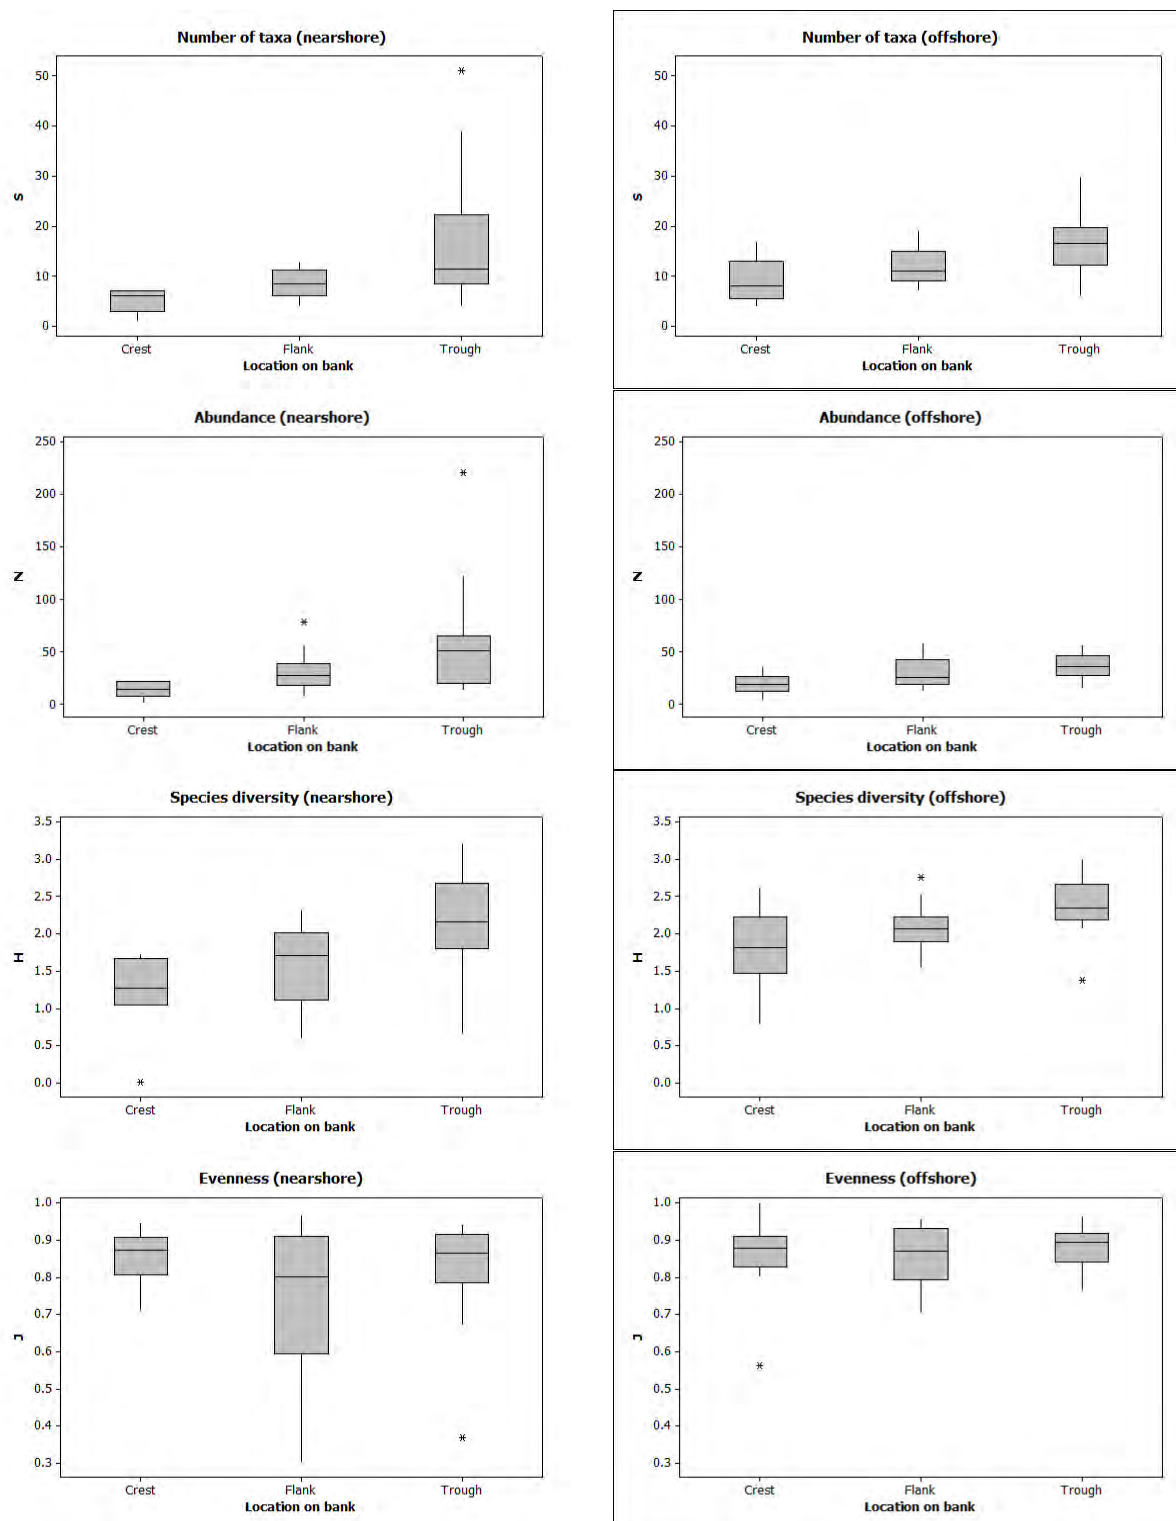 Number of taxa (nearshore)
50
40
30
20
10
0
S
Crest Flank Trough
Location on bank
Number of taxa (offshore)
50
40
30
20
10
0
S
Crest Flank Trough
Location on bank
Abundance (nearshore)
250
200
150
100
50
0
N
Crest Flank Trough
Location on bank
Abundance (offshore)
250
200
150
100
50
0
N
Crest Flank Trough
Location on bank
Species diversity (nearshore)
3.5
3.0
2.5
2.0
1.5
1.0
0.5
0.0
H
Crest Flank Trough
Location on bank
Species diversity (offshore)
3.5
3.0
2.5
2.0
1.5
1.0
0.5
0.0
H
Crest Flank Trough
Location on bank
Evenness (nearshore)
1.0
0.9
0.8
0.7
0.6
0.5
0.4
0.3
J
Crest Flank Trough
Location on bank
Evenness (offshore)
1.0
0.9
0.8
0.7
0.6
0.5
0.4
0.3
J
Crest Flank Trough
Location on bank